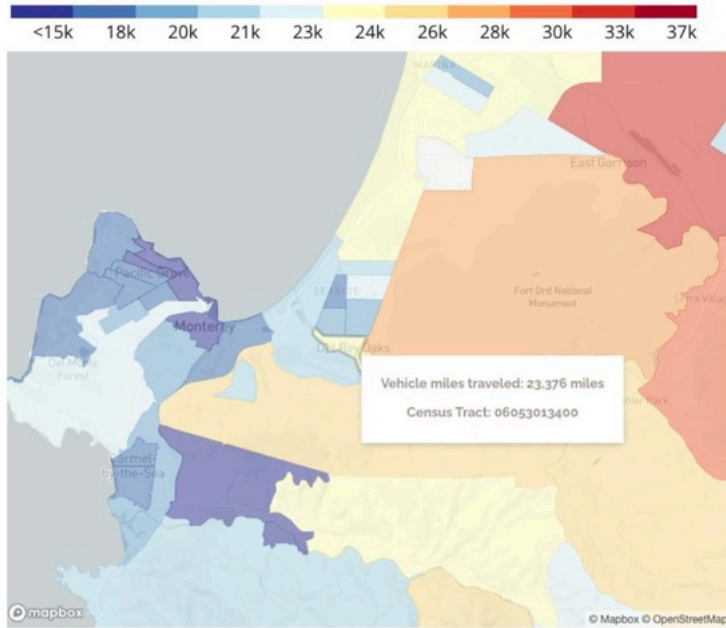 <15k 18k 20k 21k 23k 24k 26k 28k 30k 33k 37k
MARINA
East Garrison
Pacific Grove
SEASIDE
Fort Ord National
Monument
Monterey
Del Rey Oaks
Forest
Vehicle miles traveled: 23,376 miles
Census Tract: 06053013400
Park
Carmel-
by-the-Sea
mapbox
© Mapbox © OpenStreetMap